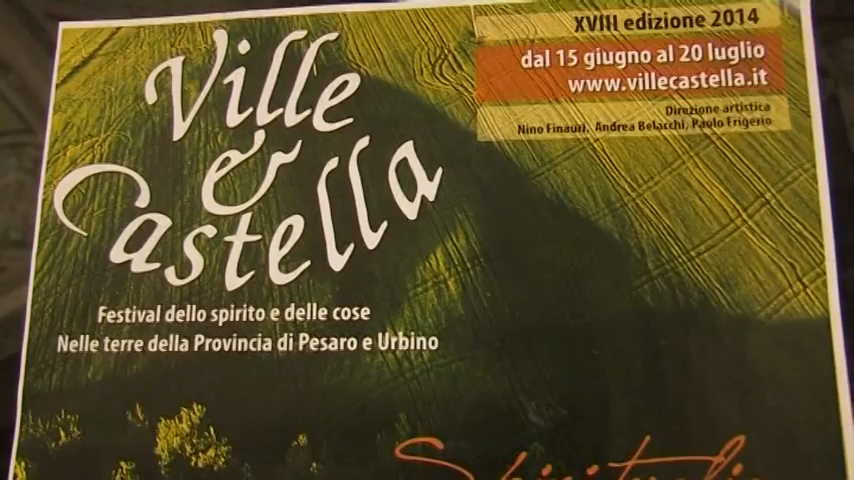 Ville
&
Castella
Festival dello spirito e delle cose
Nelle terre della Provincia di Pesaro e Urbino
XVIII edizione 2014
dal 15 giugno al 20 luglio
www.villecastella.it
Direzione artistica
Nino Finauri, Andrea Belacchi, Paolo Frigerio